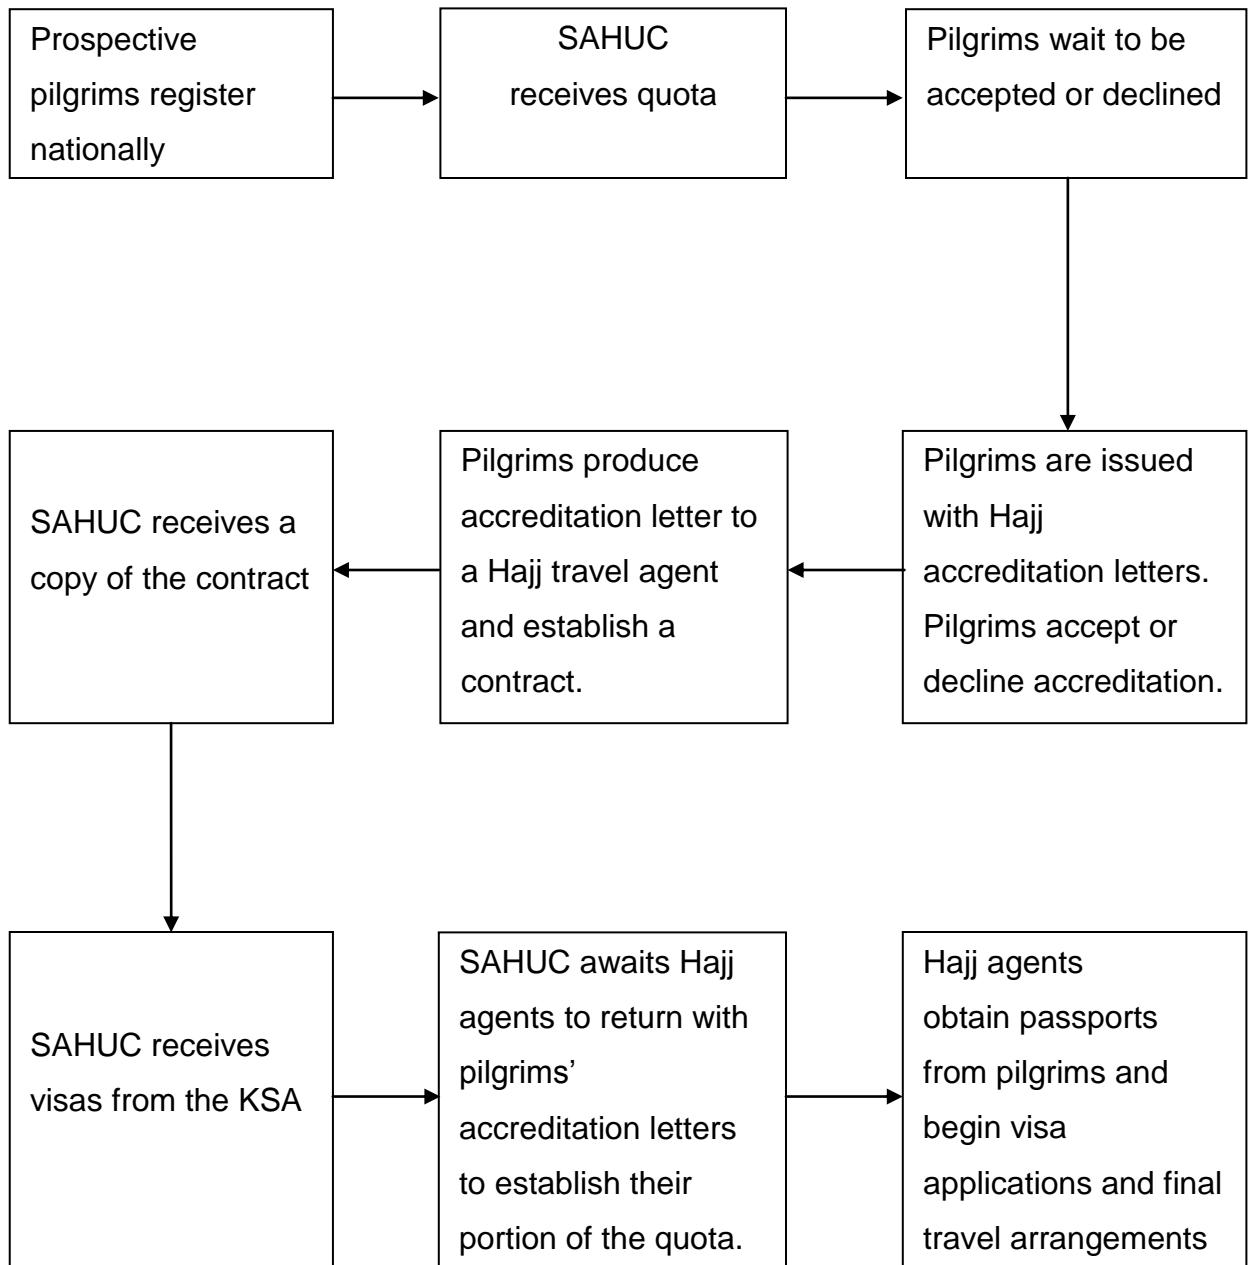 Prospective
pilgrims register
nationally
SAHUC
receives quota
Pilgrims wait to be
accepted or declined
Pilgrims are issued
with Hajj
accreditation letters.
Pilgrims accept or
decline accreditation.
Pilgrims produce
accreditation letter to
a Hajj travel agent
and establish a
contract.
SAHUC receives a
copy of the contract
SAHUC receives
visas from the KSA
SAHUC awaits Hajj
agents to return with
pilgrims’
accreditation letters
to establish their
portion of the quota.
Hajj agents
obtain passports
from pilgrims and
begin visa
applications and final
travel arrangements